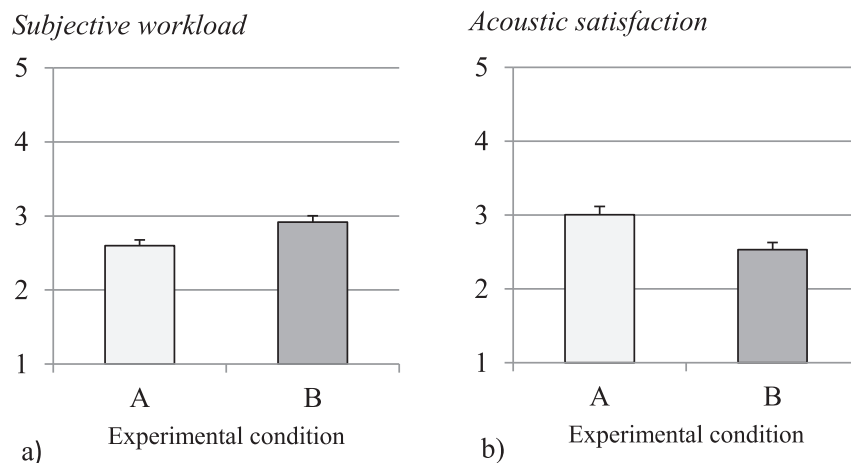 Subjective workload
5
4
3
2
1
A B
Experimental condition
a)
Acoustic satisfaction
5
4
3
2
1
A B
Experimental condition
b)